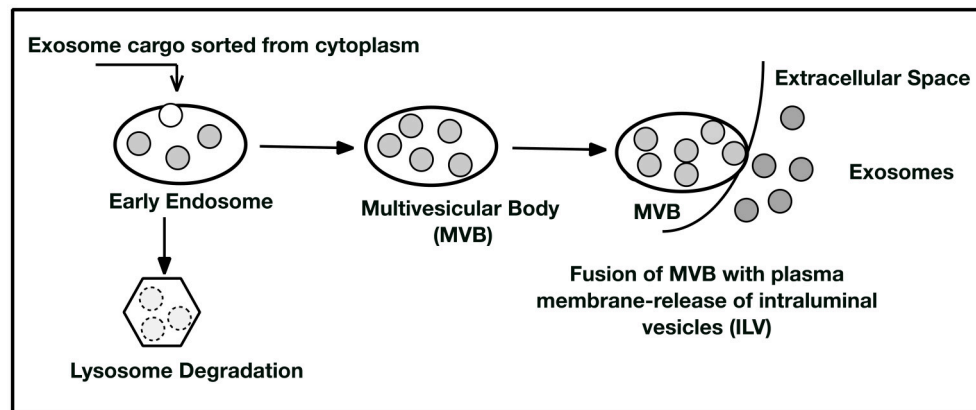 Exosome cargo sorted from cytoplasm
Extracellular Space
Exosomes
Early Endosome
Multivesicular Body
(MVB)
MVB
Fusion of MVB with plasma
membrane-release of intraluminal
vesicles (ILV)
Lysosome Degradation